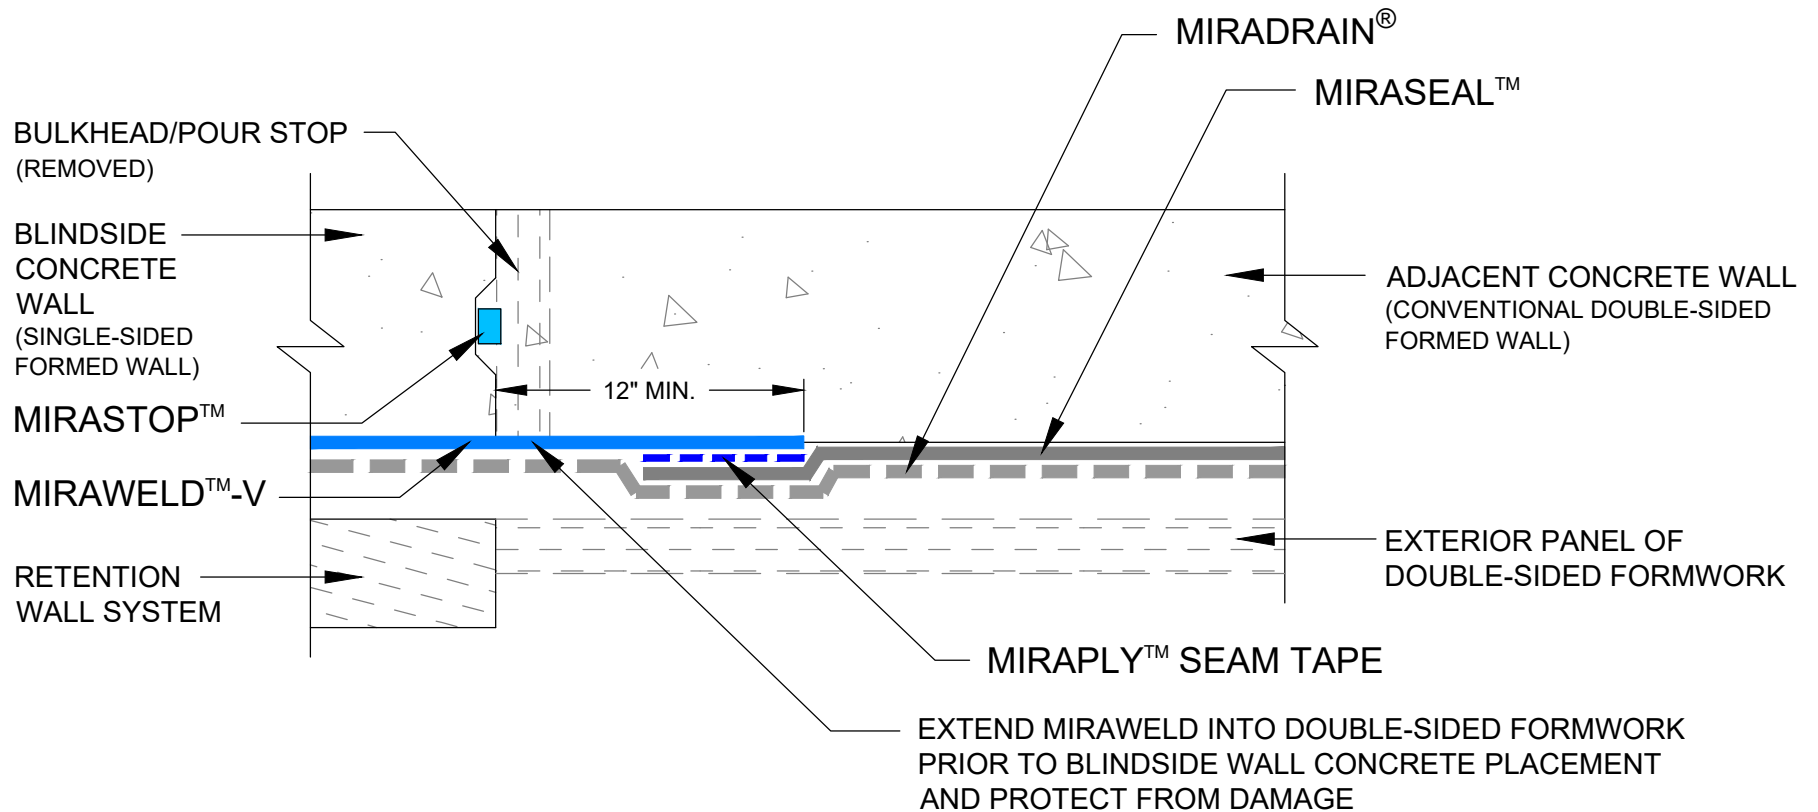 MIRADRAIN®
MIRASEAL™
BULKHEAD/POUR STOP
(REMOVED)
BLINDSIDE
CONCRETE
WALL
(SINGLE-SIDED
FORMED WALL)
ADJACENT CONCRETE WALL
(CONVENTIONAL DOUBLE-SIDED
FORMED WALL)
12" MIN.
MIRASTOP™
MIRAWELD™-V
RETENTION
WALL SYSTEM
EXTERIOR PANEL OF
DOUBLE-SIDED FORMWORK
MIRAPLY™ SEAM TAPE
EXTEND MIRAWELD INTO DOUBLE-SIDED FORMWORK
PRIOR TO BLINDSIDE WALL CONCRETE PLACEMENT
AND PROTECT FROM DAMAGE